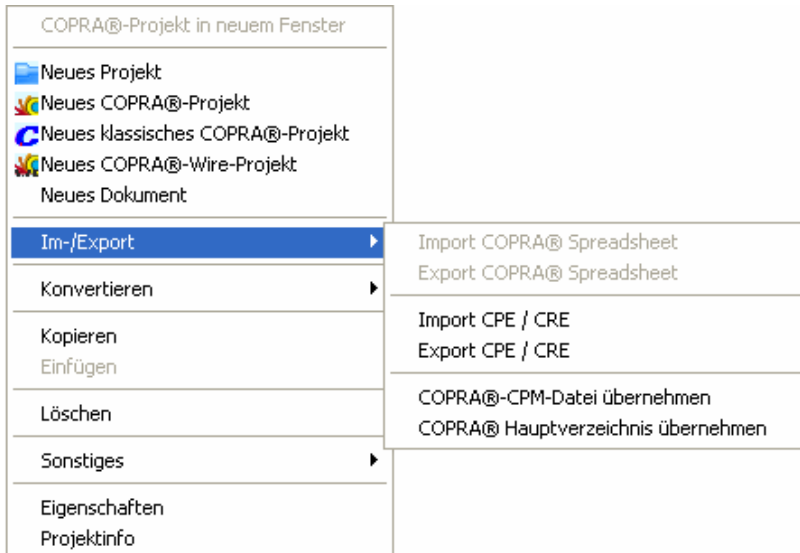 COPRA®-Projekt in neuem Fenster
Neues Projekt
Neues COPRA®-Projekt
Neues klassisches COPRA®-Projekt
Neues COPRA®-Wire-Projekt
Neues Dokument
Im-/Export
Import COPRA® Spreadsheet
Export COPRA® Spreadsheet
Import CPE / CRE
Export CPE / CRE
COPRA®-CPM-Datei übernehmen
COPRA® Hauptverzeichnis übernehmen
Konvertieren
Kopieren
Einfügen
Löschen
Sonstiges
Eigenschaften
Projektinfo